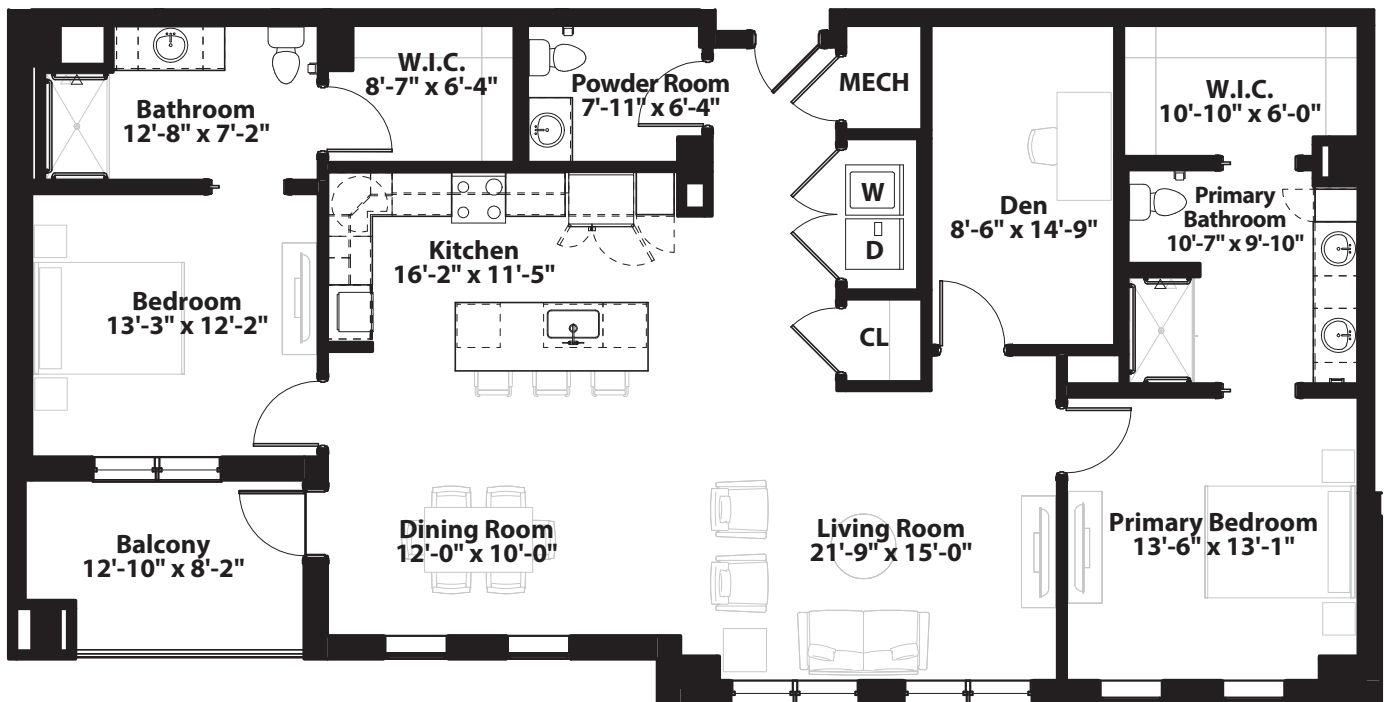 Bathroom
12'-8" x 7'-2"
W.I.C.
8'-7" x 6'-4"
Powder Room
7'-11" x 6'-4"
MECH
W.I.C.
10'-10" x 6'-0"
W
D
Den
8'-6" x 14'-9"
Primary
Bathroom
10'-7" x 9'-10"
Kitchen
16'-2" x 11'-5"
Bedroom
13'-3" x 12'-2"
CL
Balcony
12'-10" x 8'-2"
Dining Room
12'-0" x 10'-0"
Living Room
21'-9" x 15'-0"
Primary Bedroom
13'-6" x 13'-1"